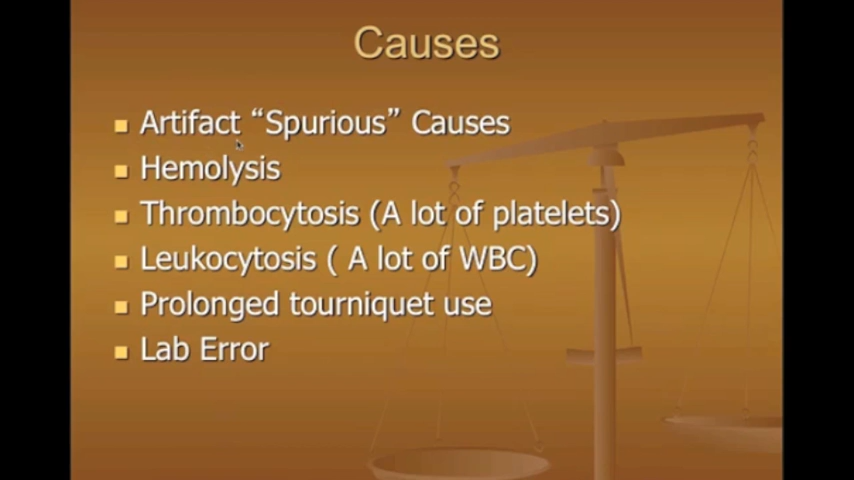 Causes
Artifact “Spurious” Causes
Hemolysis
Thrombocytosis (A lot of platelets)
Leukocytosis ( A lot of WBC)
Prolonged tourniquet use
Lab Error